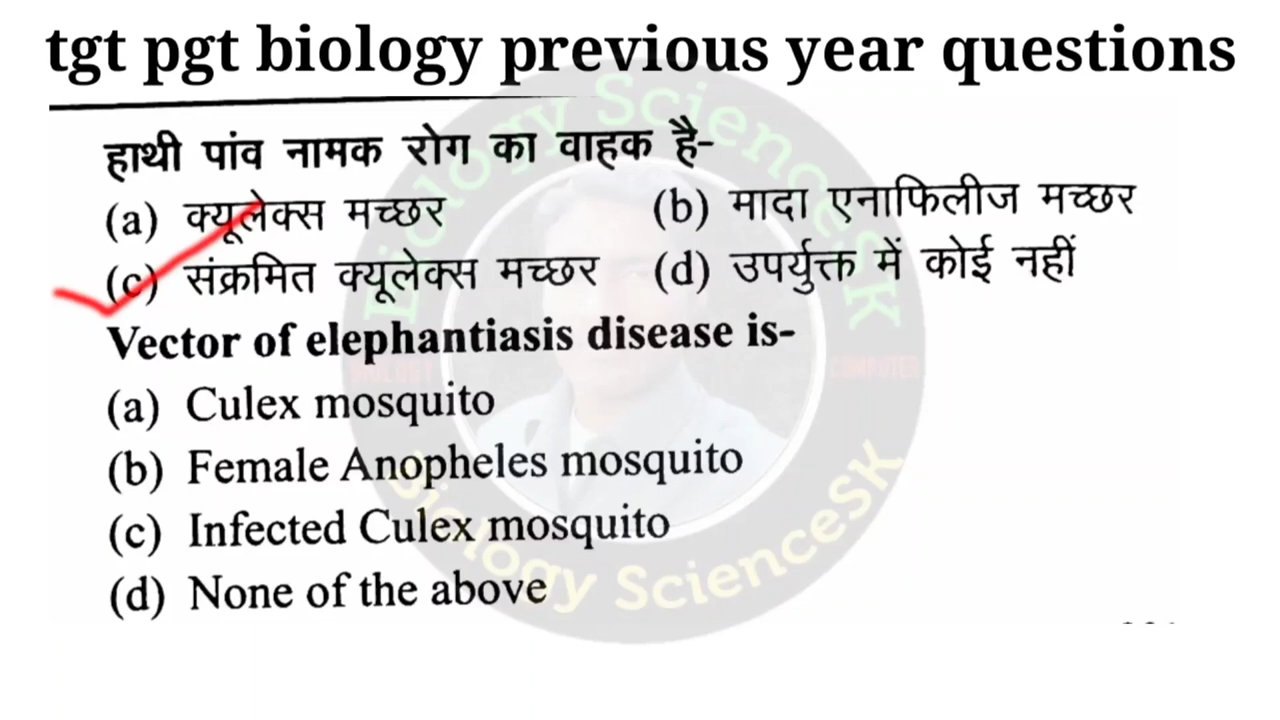 tgt pgt biology previous year questions
हाथी पांव नामक रोग का वाहक है-
(a) क्यूलेक्स मच्छर (b) मादा एनाफिलीज मच्छर
(c) संक्रमित क्यूलेक्स मच्छर (d) उपर्युक्त में कोई नहीं
Vector of elephantiasis disease is-
(a) Culex mosquito
(b) Female Anopheles mosquito
(c) Infected Culex mosquito
(d) None of the above
Biology ScienceSK
BIOLOGY
COMPUTER
Biology ScienceSK